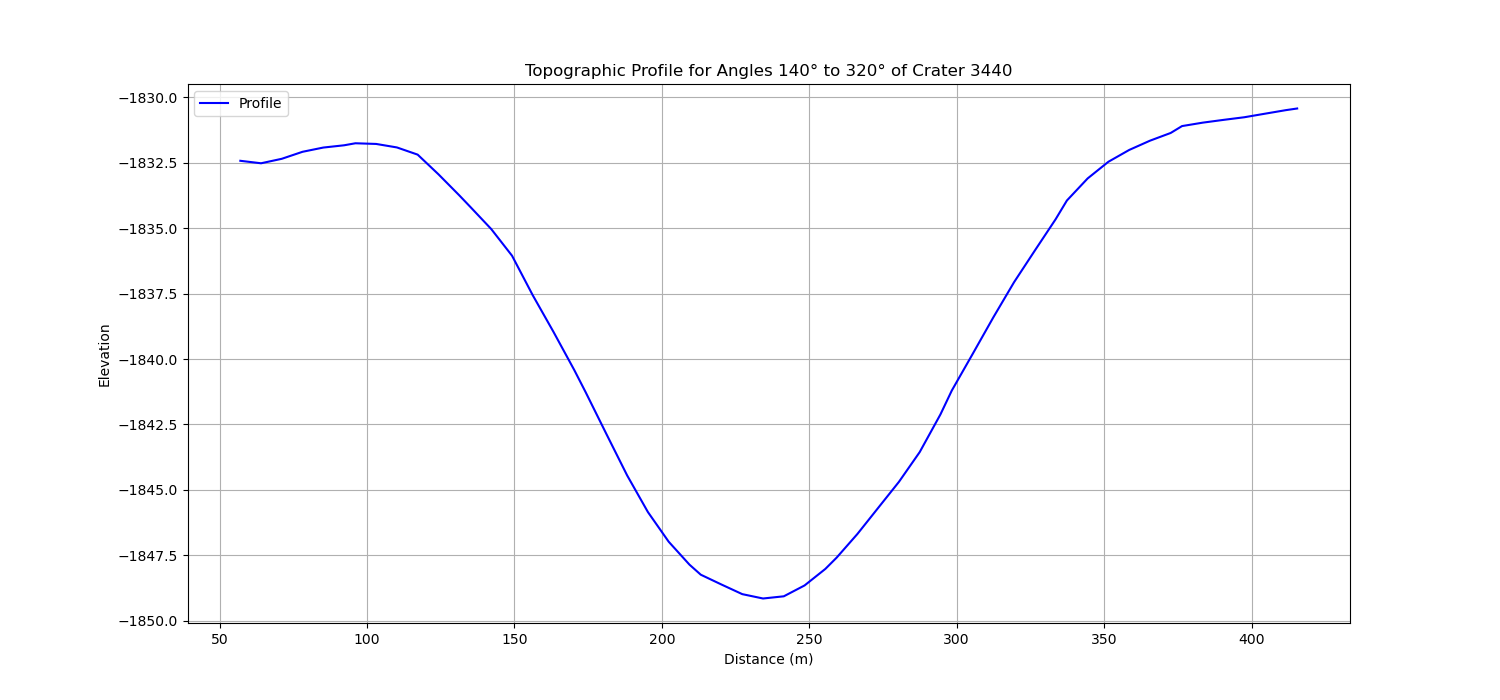 Topographic Profile for Angles 140° to 320° of Crater 3440
Profile
−1830.0
−1832.5
−1835.0
−1837.5
−1840.0
−1842.5
−1845.0
−1847.5
−1850.0
Elevation
50 100 150 200 250 300 350 400
Distance (m)